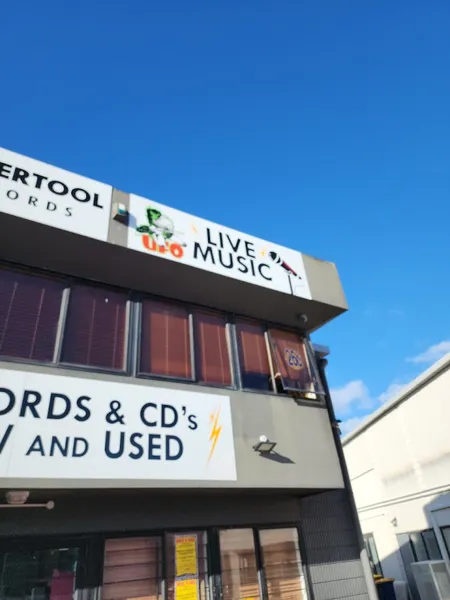 ERTOOL
ORDS
UFO
LIVE
MUSIC
ORDS & CD's
AND USED